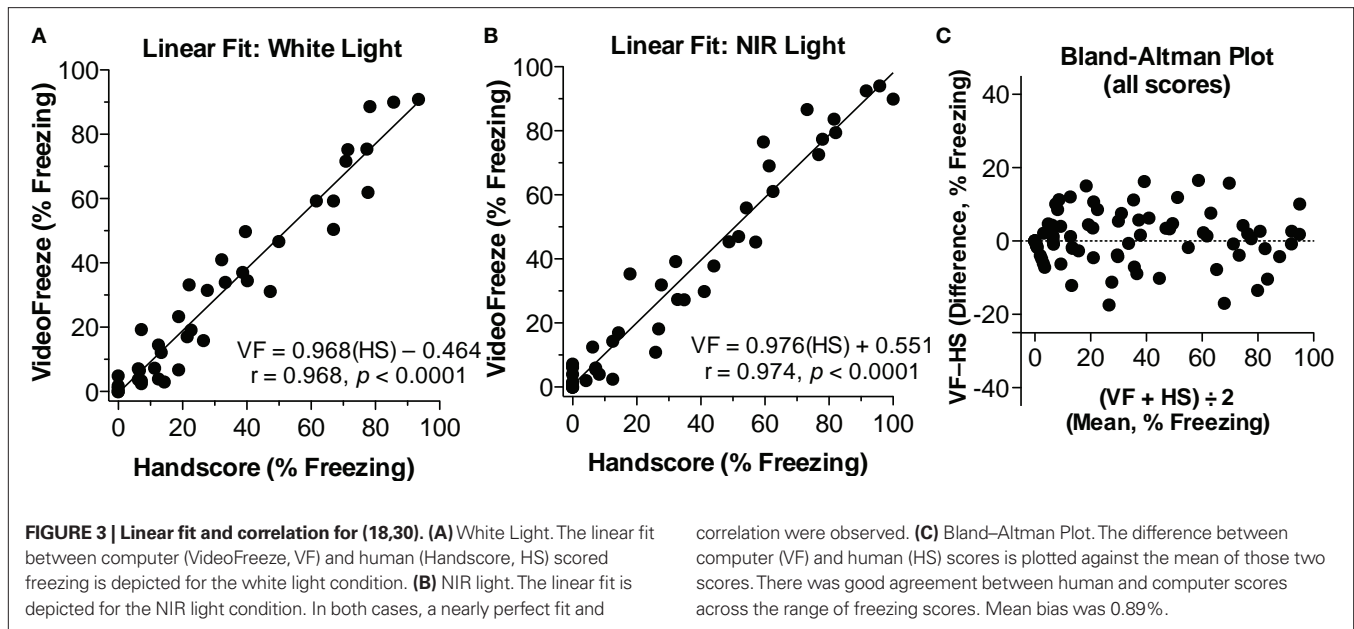 A
Linear Fit: White Light
VideoFreeze (% Freezing)
100
80
60
40
20
0
VF = 0.968(HS) – 0.464
r = 0.968, p < 0.0001
0 20 40 60 80 100
Handscore (% Freezing)
B
Linear Fit: NIR Light
VideoFreeze (% Freezing)
100
80
60
40
20
0
VF = 0.976(HS) + 0.551
r = 0.974, p < 0.0001
0 20 40 60 80 100
Handscore (% Freezing)
C
Bland-Altman Plot
(all scores)
VF–HS (Difference, % Freezing)
40
20
0
-20
-40
0 10 20 30 40 50 60 70 80 90 100
(VF + HS) ÷ 2
(Mean, % Freezing)
FIGURE 3 | Linear fit and correlation for (18,30). (A) White Light. The linear fit
between computer (VideoFreeze, VF) and human (Handscore, HS) scored
freezing is depicted for the white light condition. (B) NIR light. The linear fit is
depicted for the NIR light condition. In both cases, a nearly perfect fit and
correlation were observed. (C) Bland–Altman Plot. The difference between
computer (VF) and human (HS) scores is plotted against the mean of those two
scores. There was good agreement between human and computer scores
across the range of freezing scores. Mean bias was 0.89%.